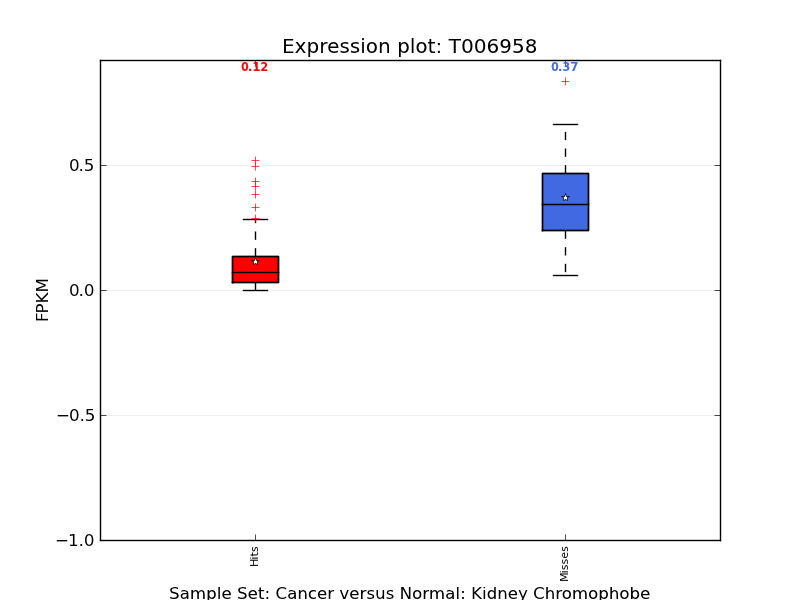 Expression plot: T006958
0.12
0.37
0.5
0.0
−0.5
−1.0
FPKM
Hits
Misses
Sample Set: Cancer versus Normal: Kidney Chromophobe